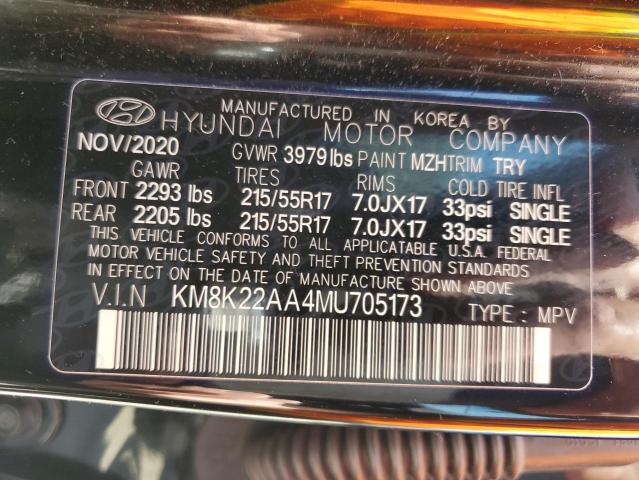 MANUFACTURED IN KOREA BY
HYUNDAI MOTOR COMPANY
NOV/2020 GVWR 3979 lbs PAINT MZH TRIM TRY
GAWR TIRES RIMS COLD TIRE INFL
FRONT 2293 lbs 215/55R17 7.0JX17 33psi SINGLE
REAR 2205 lbs 215/55R17 7.0JX17 33psi SINGLE
THIS VEHICLE CONFORMS TO ALL APPLICABLE U.S.A. FEDERAL
MOTOR VEHICLE SAFETY AND THEFT PREVENTION STANDARDS
IN EFFECT ON THE DATE OF MANUFACTURE SHOWN ABOVE
V.I.N KM8K22AA4MU705173 TYPE : MPV